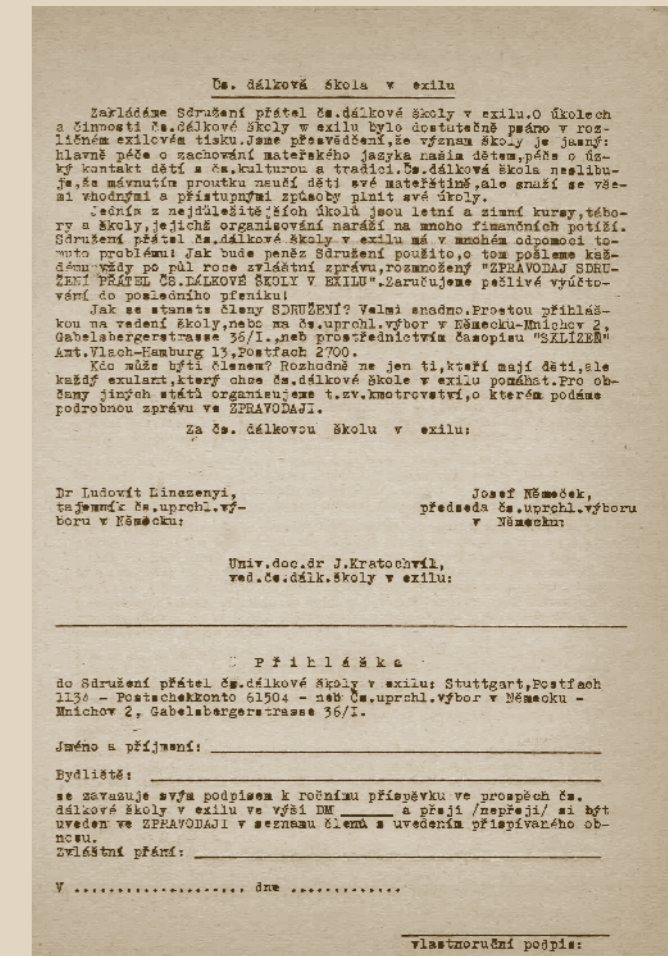 Čs. dálková škola v exilu
Zakládáme Sdružení přátel čs.dálkové školy v exilu.O úkolech
a činnosti čs.dálkové školy v exilu bylo dostatečně psáno v roz-
ličném exilovém tisku.Jsme přesvědčeni,že význam školy je jasný:
hlavně péče o zachování mateřského jazyka našim dětem,péče o úz-
ký kontakt dětí s čs.kulturou a tradicí.Čs.dálková škola neslibu-
je,že mávnutím proutku naučí děti své mateřštině,ale snaží se vše-
mi vhodnými a přístupnými způsoby plnit své úkoly.
Jedním z nejdůležitějších úkolů jsou letní a zimní kursy,tábo-
ry a školy,jejichž organisování naráží na mnoho finančních potíží.
Sdružení přátel čs.dálkové školy v exilu má v mnohém odpomoci to-
muto problému! Jak bude peněz Sdružení použito,o tom pošleme kaž-
dému vždy po půl roce zvláštní zprávu,rozmnožený "ZPRAVODAJ SDRU-
ŽENÍ PŘÁTEL ČS.DÁLKOVÉ ŠKOLY V EXILU".Zaručujeme pečlivé vyúčto-
vání do posledního pfeniku!
Jak se stanete členy SDRUŽENÍ? Velmi snadno.Prostou přihláš-
kou na vedení školy,nebo na čs.uprchl.výbor v Německu-Mnichov 2,
Gabelsbergerstrasse 36/I.,neb prostřednictvím časopisu "SKLIZEŇ"
Ant.Vlach-Hamburg 13,Postfach 2700.
Kdo může býti členem? Rozhodně ne jen ti,kteří mají děti,ale
každý exulant,který chce čs.dálkové škole v exilu pomáhat.Pro ob-
čany jiných států organisujeme t.zv.kmotrovství,o kterém podáme
podrobnou zprávu ve ZPRAVODAJI.
Za čs. dálkovou školu v exilu:
Dr Ludovít Linczenyi,
tajemník čs.uprchl.vý-
boru v Německu:
Josef Němeček,
předseda čs.uprchl.výboru
v Německu:
Univ.doc.dr J.Kratochvíl,
ved.čs.dálk.školy v exilu:
P ř i h l á š k a
do Sdružení přátel čs.dálkové školy v exilu: Stuttgart,Postfach
1134 - Postscheckkonto 61504 - neb Čs.uprchl.výbor v Německu -
Mnichov 2, Gabelsbergerstrasse 36/I.
Jméno a příjmení:
Bydliště:
se zavazuje svým podpisem k ročnímu příspěvku ve prospěch čs.
dálkové školy v exilu ve výši DM ______ a přeji /nepřeji/ si být
uveden ve ZPRAVODAJI v seznamu členů s uvedením přispívaného ob-
nosu.
Zvláštní přání:
V .................... dne .............
vlastnoruční podpis: